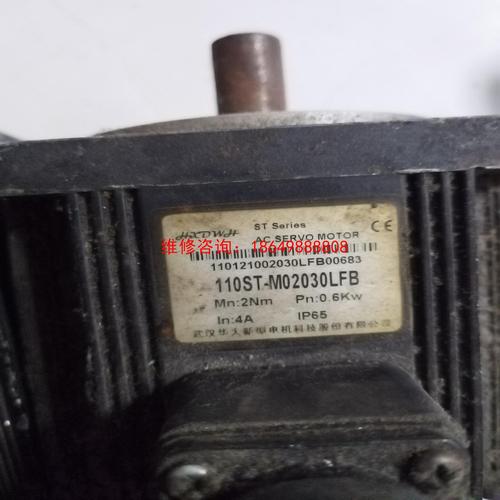 HXDWH ST Series CE
AC SERVO MOTOR
维修咨询：18649888808
110121002030LFB00683
110ST-M02030LFB
Mn:2Nm Pn:0.6Kw
In:4A IP65
武汉华大新型电机科技股份有限公司